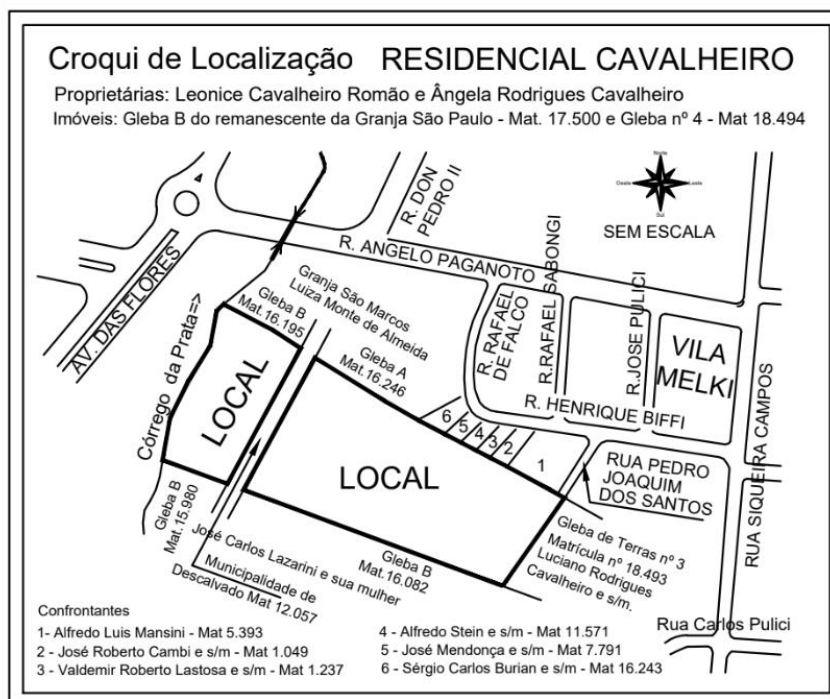 Croqui de Localização RESIDENCIAL CAVALHEIRO
Proprietárias: Leonice Cavalheiro Romão e Ângela Rodrigues Cavalheiro
Imóveis: Gleba B do remanescente da Granja São Paulo - Mat. 17.500 e Gleba nº 4 - Mat 18.494
Norte
Oeste
Leste
Sul
SEM ESCALA
R. DON
PEDRO II
R. ANGELO PAGANOTO
AV. DAS FLORES
Córrego da Prata=>
Gleba B
Mat.16.195
Granja São Marcos
Luiza Monte de Almeida
Gleba A
Mat.16.246
R. RAFAEL
DE FALCO
R.RAFAEL SABONGI
R.JOSE PULICI
VILA
MELKI
R. HENRIQUE BIFFI
RUA SIQUEIRA CAMPOS
LOCAL
LOCAL
6
5
4
3
2
1
RUA PEDRO
JOAQUIM
DOS SANTOS
Gleba B
Mat.15.980
José Carlos Lazarini e sua mulher
Municipalidade de
Descalvado Mat 12.057
Gleba B
Mat.16.082
Gleba de Terras nº 3
Matrícula nº 18.493
Luciano Rodrigues
Cavalheiro e s/m.
Rua Carlos Pulici
Confrontantes
1- Alfredo Luis Mansini - Mat 5.393
2 - José Roberto Cambi e s/m - Mat 1.049
3 - Valdemir Roberto Lastosa e s/m - Mat 1.237
4 - Alfredo Stein e s/m - Mat 11.571
5 - José Mendonça e s/m - Mat 7.791
6 - Sérgio Carlos Burian e s/m - Mat 16.243